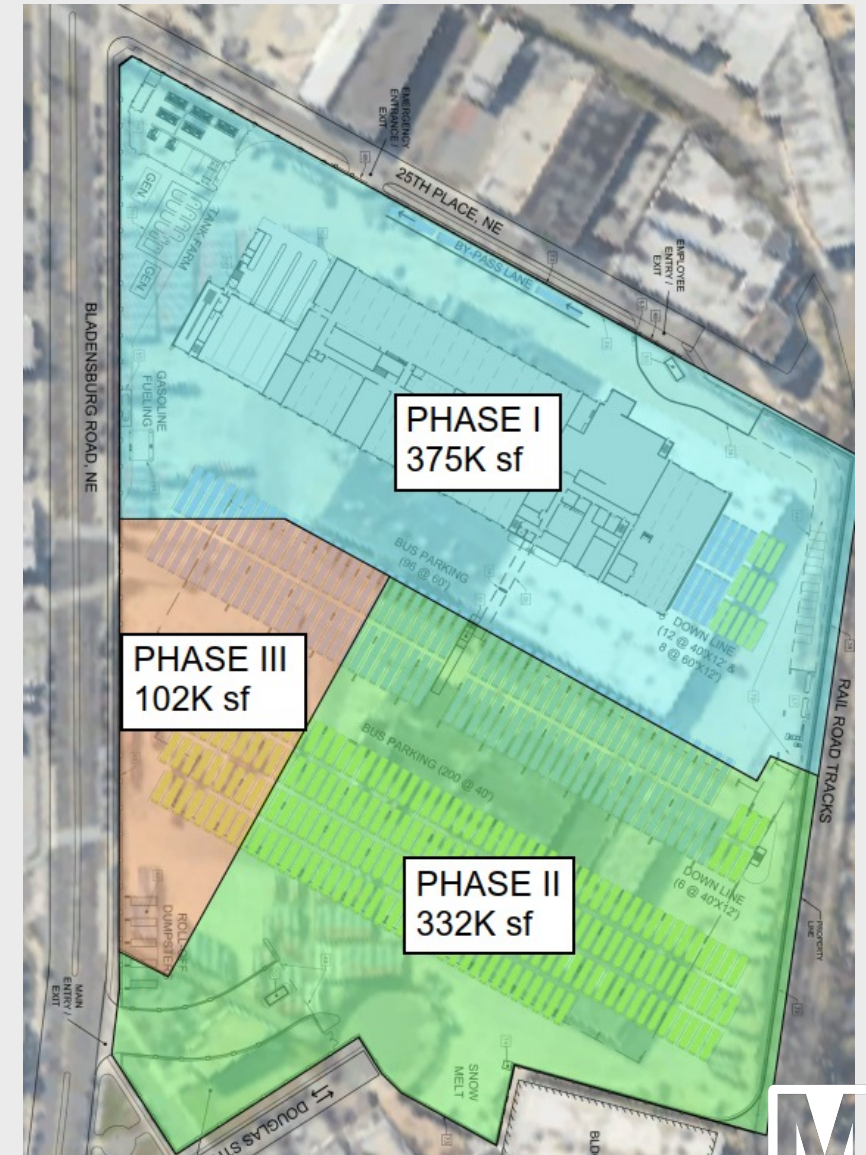 EMERGENCY
ENTRANCE /
EXIT
25TH PLACE, NE
EMPLOYEE
ENTRY /
EXIT
BY-PASS LANE
GEN
TANK FARM
GEN
BLADENSBURG ROAD, NE
GASOLINE
FUELING
PHASE I
375K sf
BUS PARKING
(96 @ 60')
DOWN LINE
(12 @ 40'X12' &
8 @ 60'X12')
RAIL ROAD TRACKS
PHASE III
102K sf
BUS PARKING (200 @ 40')
PHASE II
332K sf
DOWN LINE
(6 @ 40'X12')
PROPERTY
LINE
DUMPSTER
MAIN
ENTRY /
EXIT
SNOW
MELT
DOUGLAS ST
BLD
M